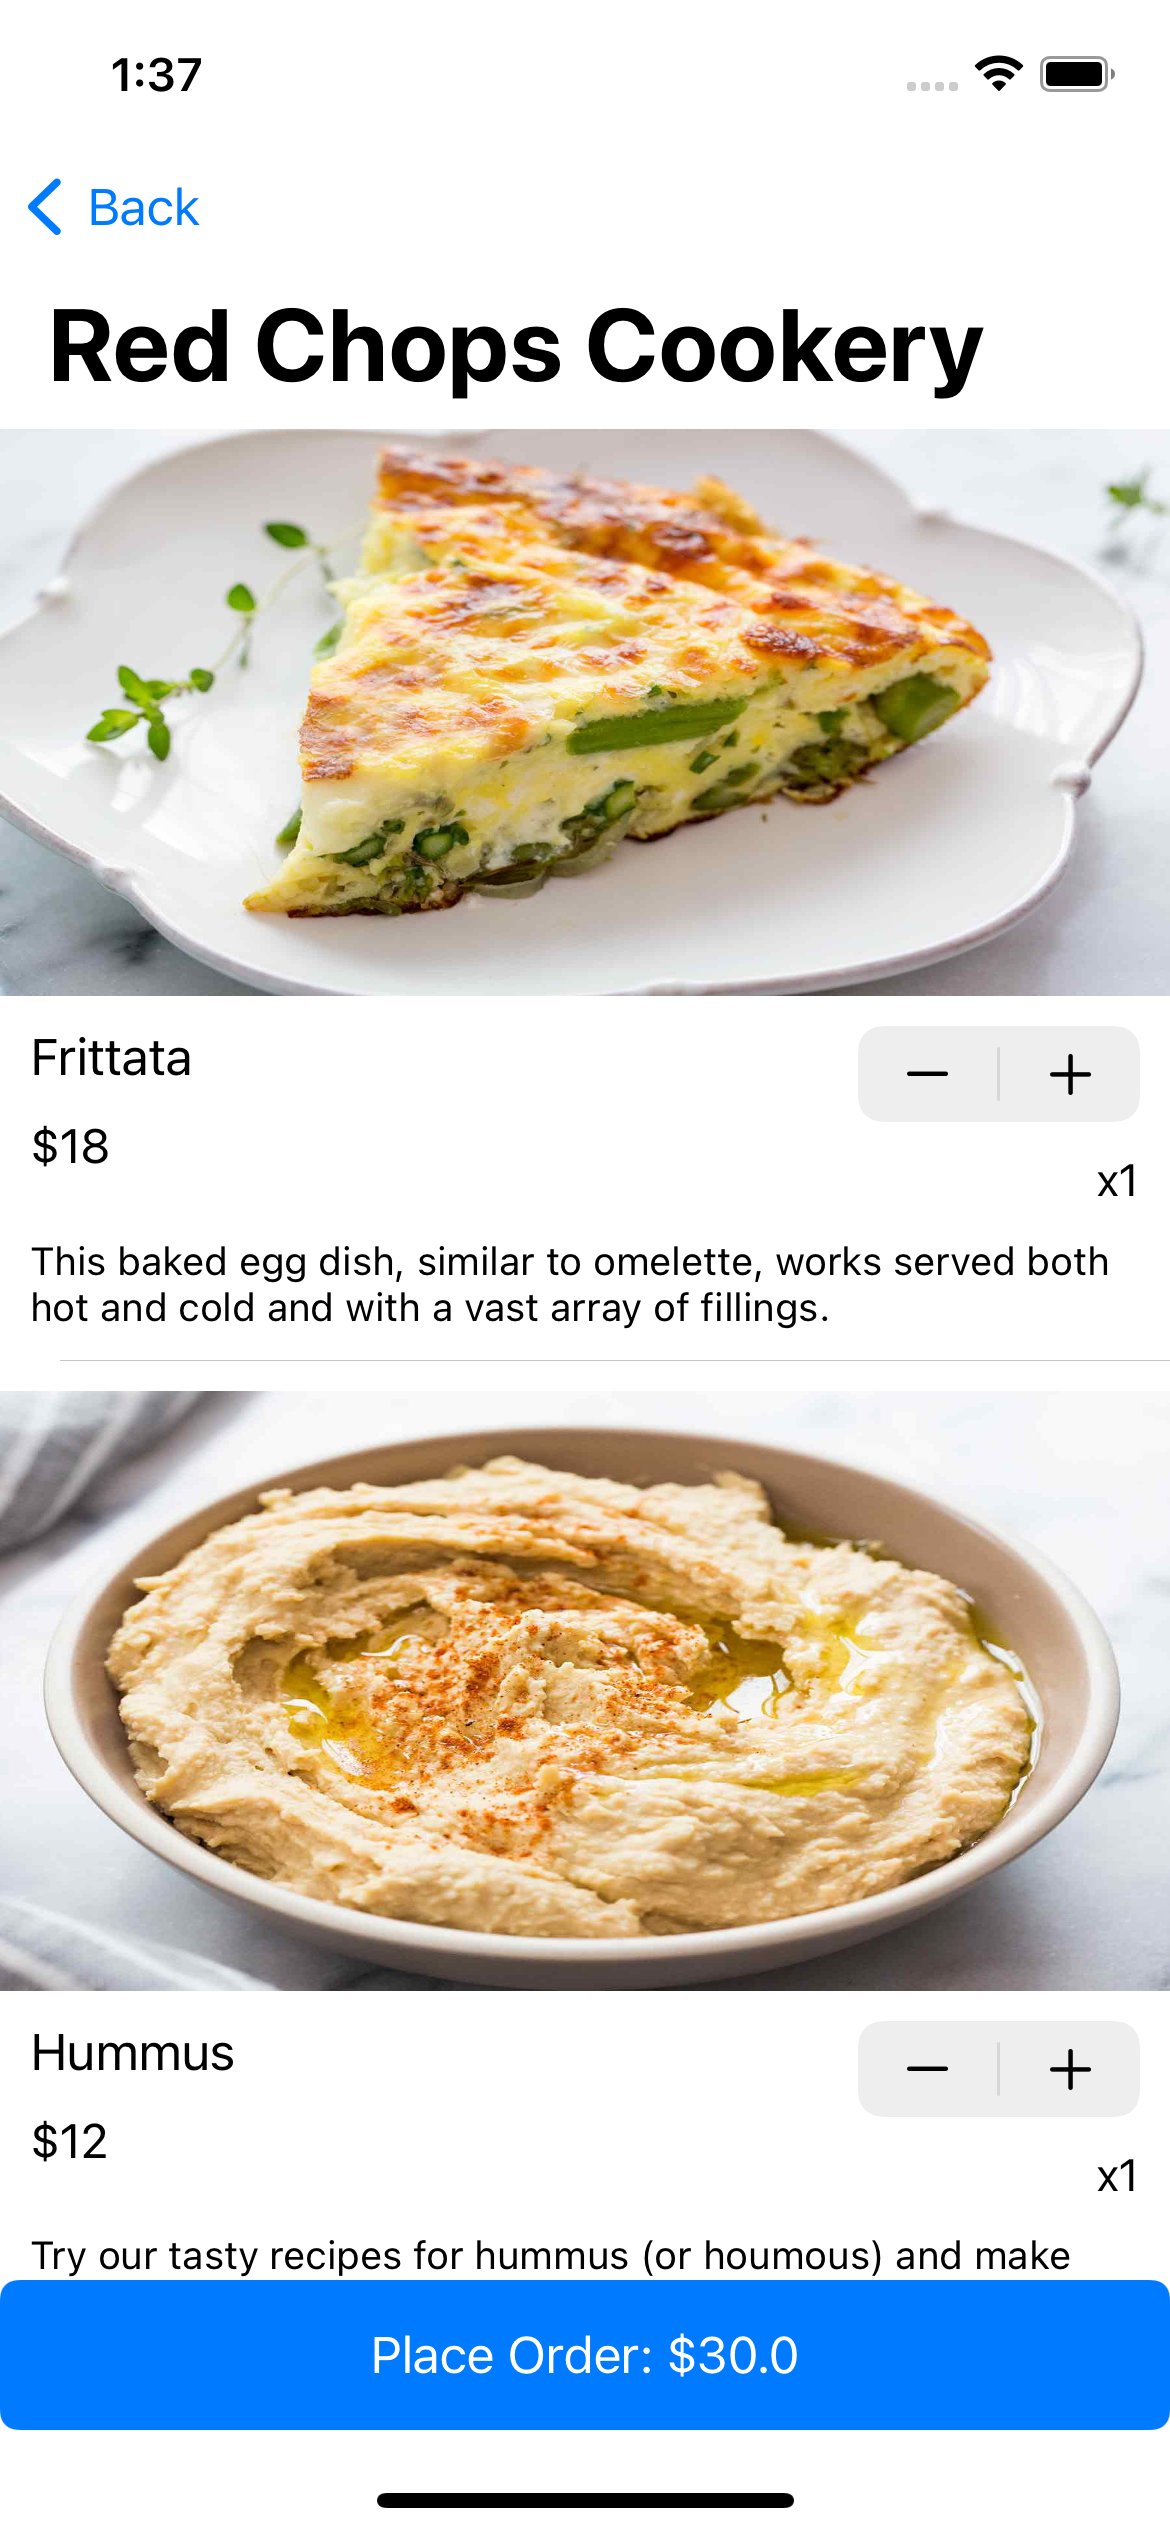 1:37
Back
Red Chops Cookery
Frittata
$18
x1
This baked egg dish, similar to omelette, works served both
hot and cold and with a vast array of fillings.
Hummus
$12
x1
Try our tasty recipes for hummus (or houmous) and make
Place Order: $30.0